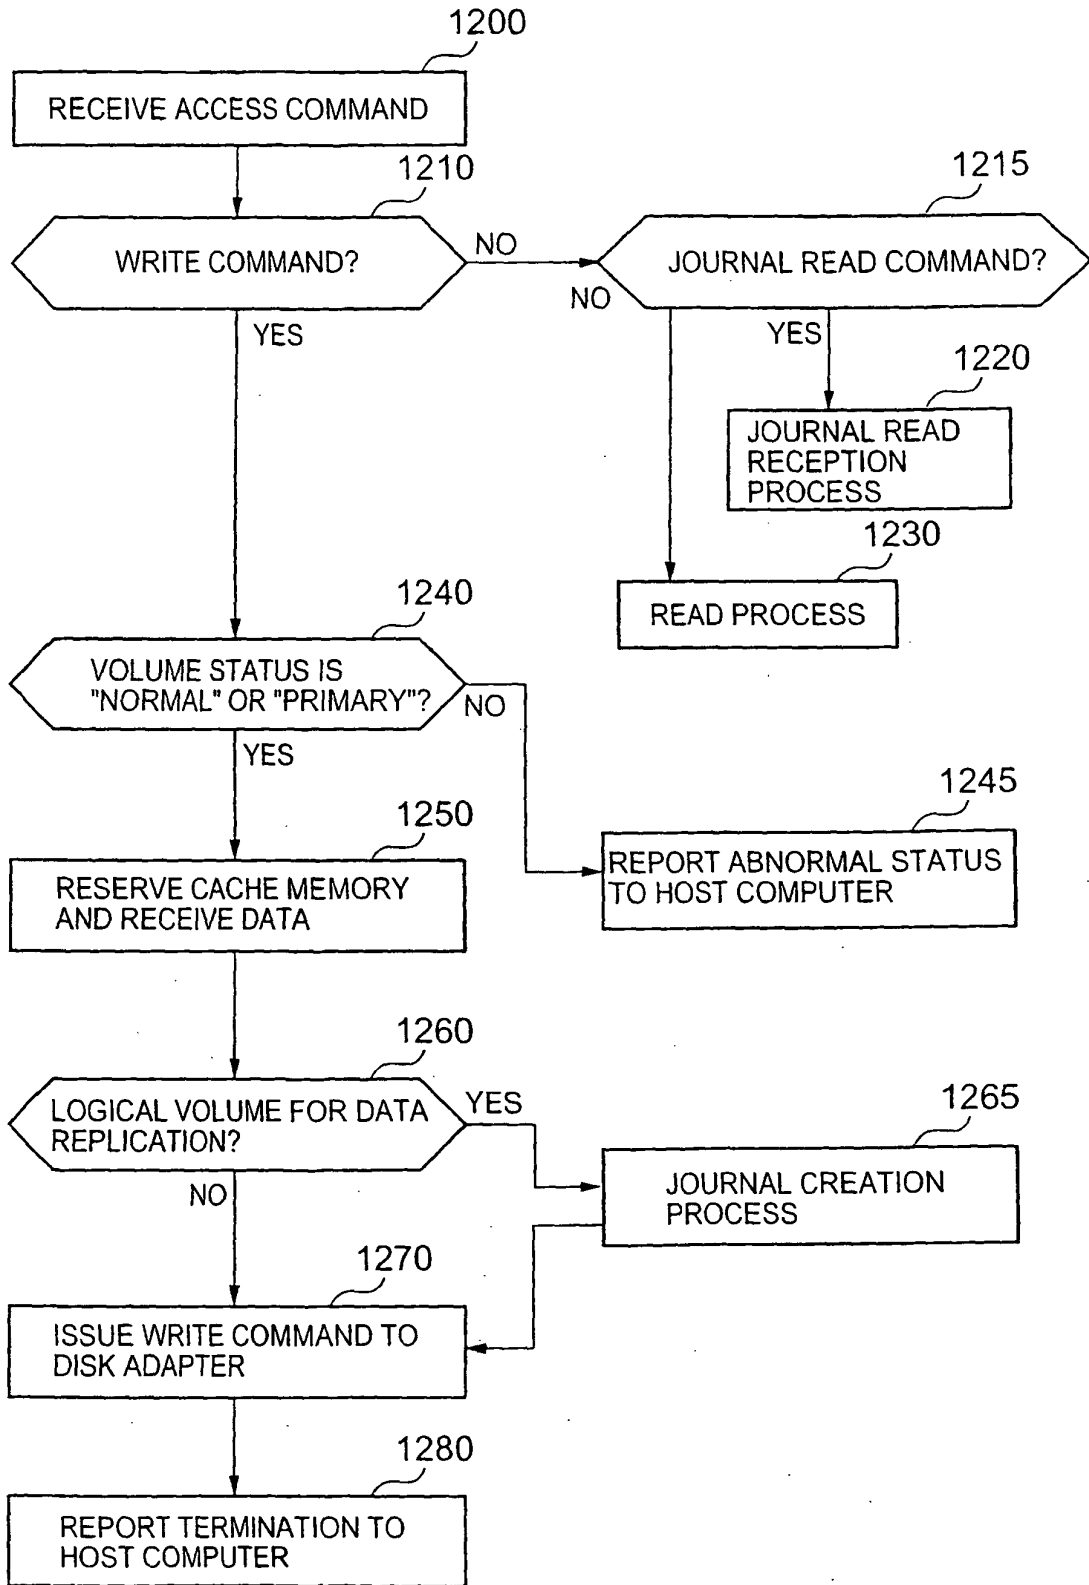 1200
RECEIVE ACCESS COMMAND
1210
1215
WRITE COMMAND?
NO
JOURNAL READ COMMAND?
NO
YES
YES
1220
JOURNAL READ
RECEPTION
PROCESS
1230
READ PROCESS
1240
VOLUME STATUS IS
"NORMAL" OR "PRIMARY"?
NO
YES
1245
1250
REPORT ABNORMAL STATUS
TO HOST COMPUTER
RESERVE CACHE MEMORY
AND RECEIVE DATA
1260
LOGICAL VOLUME FOR DATA
REPLICATION?
YES
1265
NO
JOURNAL CREATION
PROCESS
1270
ISSUE WRITE COMMAND TO
DISK ADAPTER
1280
REPORT TERMINATION TO
HOST COMPUTER